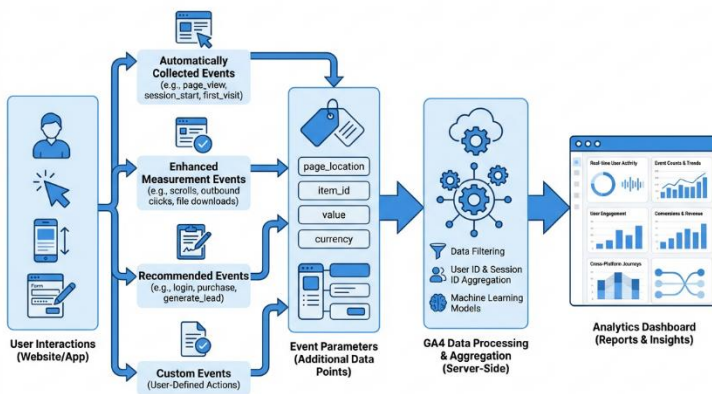 User Interactions
(Website/App)
Form
Automatically
Collected Events
(e.g., page_view,
session_start, first_visit)
Enhanced
Measurement Events
(e.g., scrolls, outbound
clicks, file downloads)
Recommended Events
(e.g., login, purchase,
generate_lead)
Custom Events
(User-Defined Actions)
page_location
item_id
value
currency
Event Parameters
(Additional Data
Points)
Data Filtering
User ID & Session
ID Aggregation
Machine Learning
Models
GA4 Data Processing
& Aggregation
(Server-Side)
Real-time User Activity
Event Counts & Trends
User Engagement
Conversions & Revenue
Cross-Platform Journeys
Analytics Dashboard
(Reports & Insights)